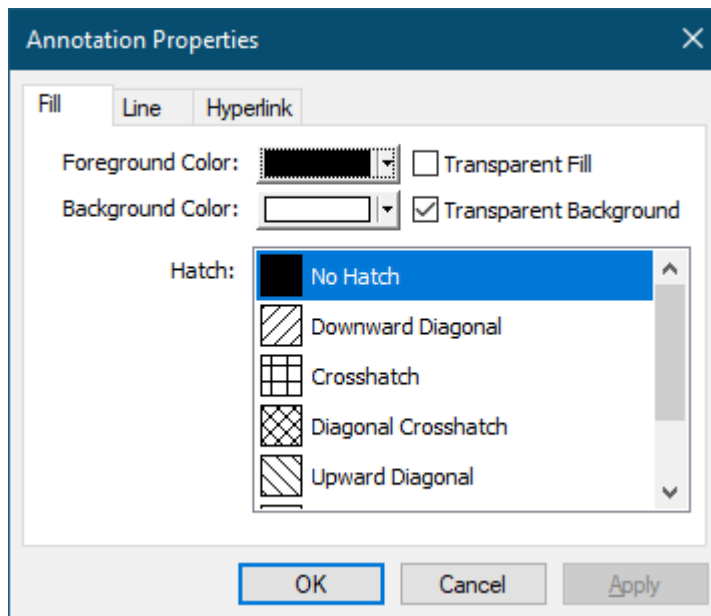 Annotation Properties
Fill Line Hyperlink
Foreground Color: Transparent Fill
Background Color: Transparent Background
Hatch: No Hatch
Downward Diagonal
Crosshatch
Diagonal Crosshatch
Upward Diagonal
OK Cancel Apply